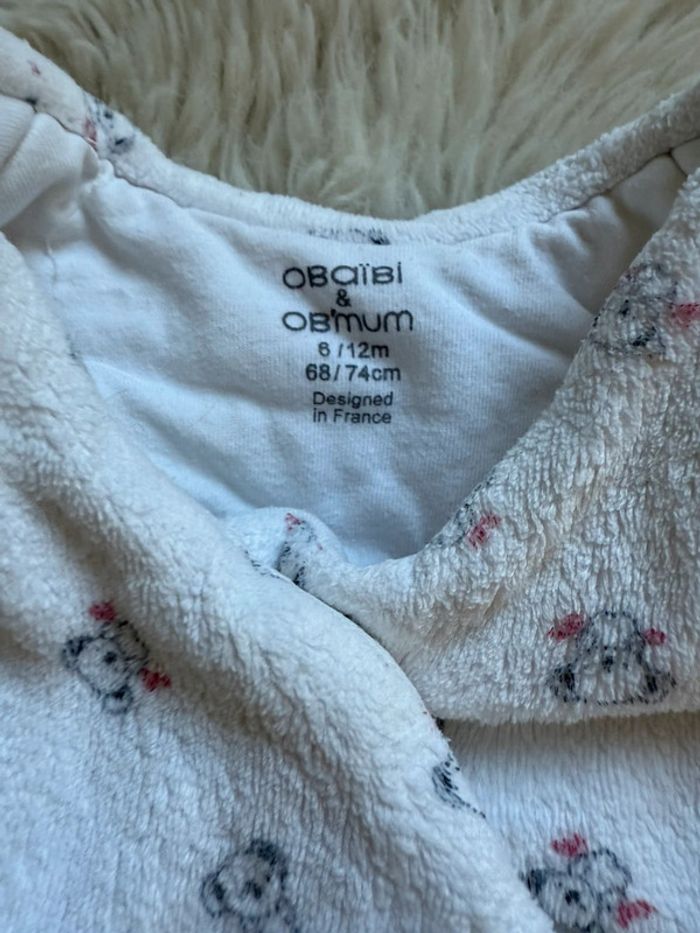 OBaïBi
&
OB'mum
6 / 12m
68/ 74cm
Designed
in France